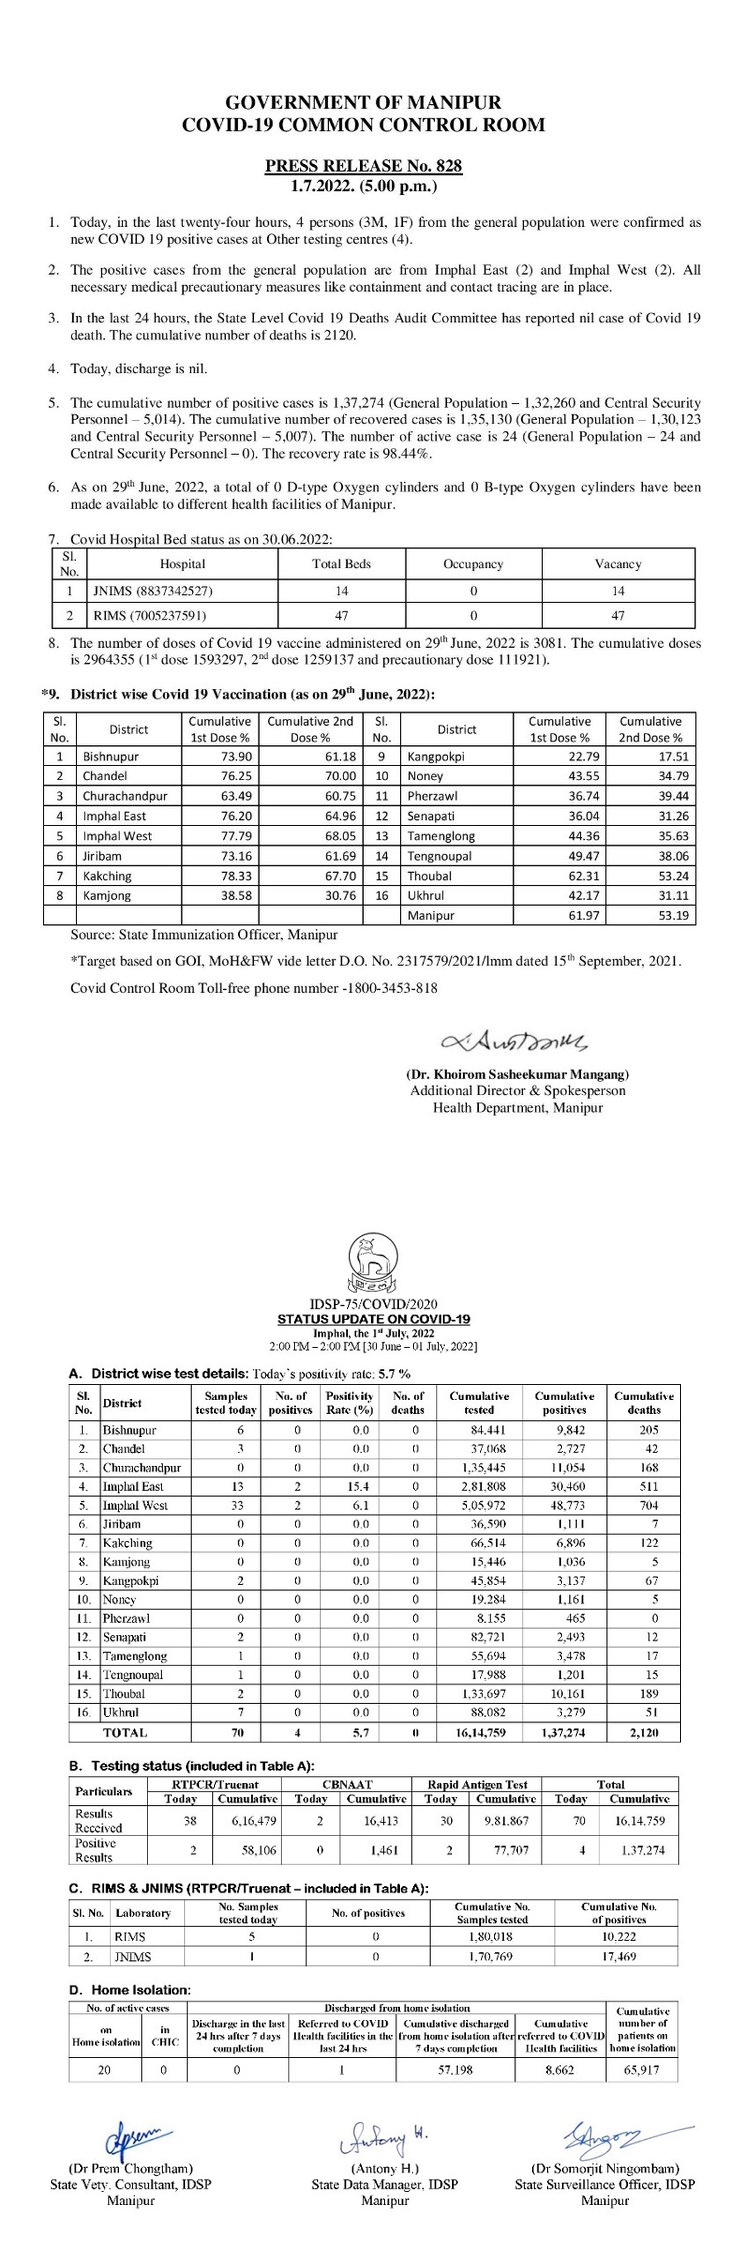 GOVERNMENT OF MANIPUR
COVID-19 COMMON CONTROL ROOM
PRESS RELEASE No. 828
1.7.2022. (5.00 p.m.)
1. Today, in the last twenty-four hours, 4 persons (3M, 1F) from the general population were confirmed as
new COVID 19 positive cases at Other testing centres (4).
2. The positive cases from the general population are from Imphal East (2) and Imphal West (2). All
necessary medical precautionary measures like containment and contact tracing are in place.
3. In the last 24 hours, the State Level Covid 19 Deaths Audit Committee has reported nil case of Covid 19
death. The cumulative number of deaths is 2120.
4. Today, discharge is nil.
5. The cumulative number of positive cases is 1,37,274 (General Population – 1,32,260 and Central Security
Personnel – 5,014). The cumulative number of recovered cases is 1,35,130 (General Population – 1,30,123
and Central Security Personnel – 5,007). The number of active case is 24 (General Population – 24 and
Central Security Personnel – 0). The recovery rate is 98.44%.
6. As on 29th June, 2022, a total of 0 D-type Oxygen cylinders and 0 B-type Oxygen cylinders have been
made available to different health facilities of Manipur.
7. Covid Hospital Bed status as on 30.06.2022:
Sl. No. Hospital Total Beds Occupancy Vacancy
1 JNIMS (8837342527) 14 0 14
2 RIMS (7005237591) 47 0 47
8. The number of doses of Covid 19 vaccine administered on 29th June, 2022 is 3081. The cumulative doses
is 2964355 (1st dose 1593297, 2nd dose 1259137 and precautionary dose 111921).
*9. District wise Covid 19 Vaccination (as on 29th June, 2022):
Sl. No. District Cumulative 1st Dose % Cumulative 2nd Dose % Sl. No. District Cumulative 1st Dose % Cumulative 2nd Dose %
1 Bishnupur 73.90 61.18 9 Kangpokpi 22.79 17.51
2 Chandel 76.25 70.00 10 Noney 43.55 34.79
3 Churachandpur 63.49 60.75 11 Pherzawl 36.74 39.44
4 Imphal East 76.20 64.96 12 Senapati 36.04 31.26
5 Imphal West 77.79 68.05 13 Tamenglong 44.36 35.63
6 Jiribam 73.16 61.69 14 Tengnoupal 49.47 38.06
7 Kakching 78.33 67.70 15 Thoubal 62.31 53.24
8 Kamjong 38.58 30.76 16 Ukhrul 42.17 31.11
Manipur 61.97 53.19
Source: State Immunization Officer, Manipur
*Target based on GOI, MoH&FW vide letter D.O. No. 2317579/2021/Imm dated 15th September, 2021.
Covid Control Room Toll-free phone number -1800-3453-818
(Dr. Khoirom Sasheekumar Mangang)
Additional Director & Spokesperson
Health Department, Manipur
IDSP-75/COVID/2020
STATUS UPDATE ON COVID-19
Imphal, the 1st July, 2022
2:00 PM – 2:00 PM [30 June – 01 July, 2022]
A. District wise test details: Today's positivity rate: 5.7 %
Sl. No. District Samples tested today No. of positives Positivity Rate (%) No. of deaths Cumulative tested Cumulative positives Cumulative deaths
1. Bishnupur 6 0 0.0 0 84,441 9,842 205
2. Chandel 3 0 0.0 0 37,068 2,727 42
3. Churachandpur 0 0 0.0 0 1,35,445 11,054 168
4. Imphal East 13 2 15.4 0 2,81,808 30,460 511
5. Imphal West 33 2 6.1 0 5,05,972 48,773 704
6. Jiribam 0 0 0.0 0 36,590 1,111 7
7. Kakching 0 0 0.0 0 66,514 6,896 122
8. Kamjong 0 0 0.0 0 15,446 1,036 5
9. Kangpokpi 2 0 0.0 0 45,854 3,137 67
10. Noney 0 0 0.0 0 19,284 1,161 5
11. Pherzawl 0 0 0.0 0 8,155 465 0
12. Senapati 2 0 0.0 0 82,721 2,493 12
13. Tamenglong 1 0 0.0 0 55,694 3,478 17
14. Tengnoupal 1 0 0.0 0 17,988 1,201 15
15. Thoubal 2 0 0.0 0 1,33,697 10,161 189
16. Ukhrul 7 0 0.0 0 88,082 3,279 51
TOTAL 70 4 5.7 0 16,14,759 1,37,274 2,120
B. Testing status (included in Table A):
Particulars RTPCR/Truenat CBNAAT Rapid Antigen Test Total
Today Cumulative Today Cumulative Today Cumulative Today Cumulative
Results Received 38 6,16,479 2 16,413 30 9,81,867 70 16,14,759
Positive Results 2 58,106 0 1,461 2 77,707 4 1,37,274
C. RIMS & JNIMS (RTPCR/Truenat – included in Table A):
Sl. No. Laboratory No. Samples tested today No. of positives Cumulative No. Samples tested Cumulative No. of positives
1. RIMS 5 0 1,80,018 10,222
2. JNIMS 1 0 1,70,769 17,469
D. Home Isolation:
No. of active cases Discharged from home isolation Cumulative number of patients on home isolation
on Home isolation in CHIC Discharge in the last 24 hrs after 7 days completion Referred to COVID Health facilities in the last 24 hrs Cumulative discharged from home isolation after 7 days completion Cumulative referred to COVID Health facilities
20 0 0 1 57,198 8,662 65,917
Antony H.
(Dr Prem Chongtham) (Antony H.) (Dr Somorjit Ningombam)
State Vety. Consultant, IDSP State Data Manager, IDSP State Surveillance Officer, IDSP
Manipur Manipur Manipur